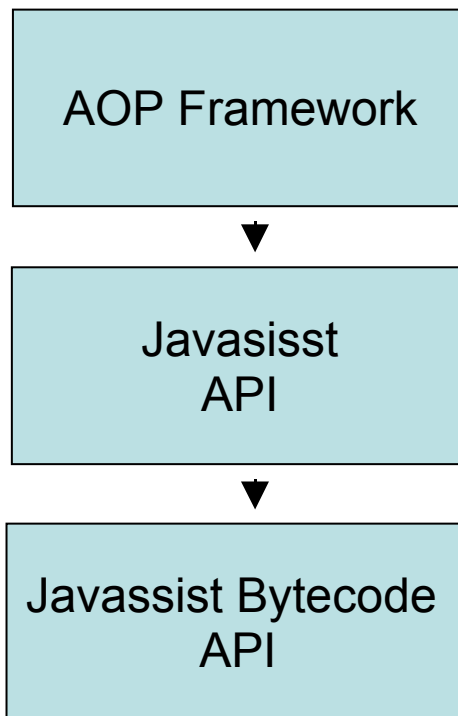 AOP Framework
Javasisst
API
Javassist Bytecode
API